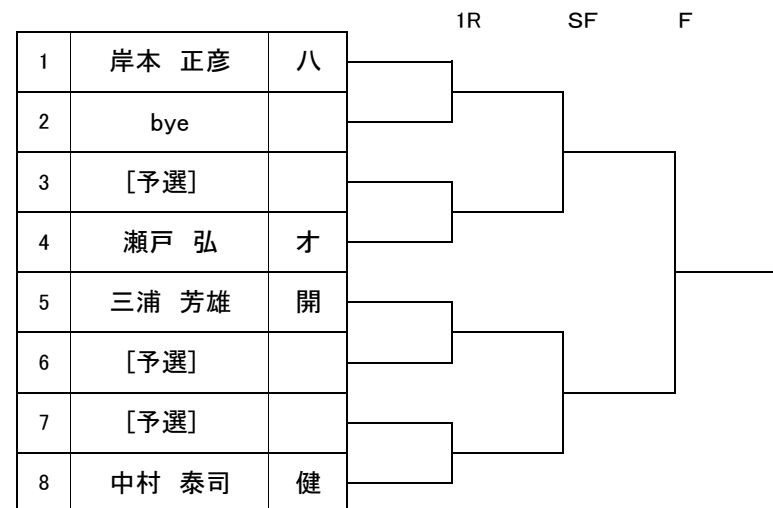 1R SF F
1 岸本 正彦 八
2 bye
3 [予選]
4 瀬戸 弘 才
5 三浦 芳雄 開
6 [予選]
7 [予選]
8 中村 泰司 健